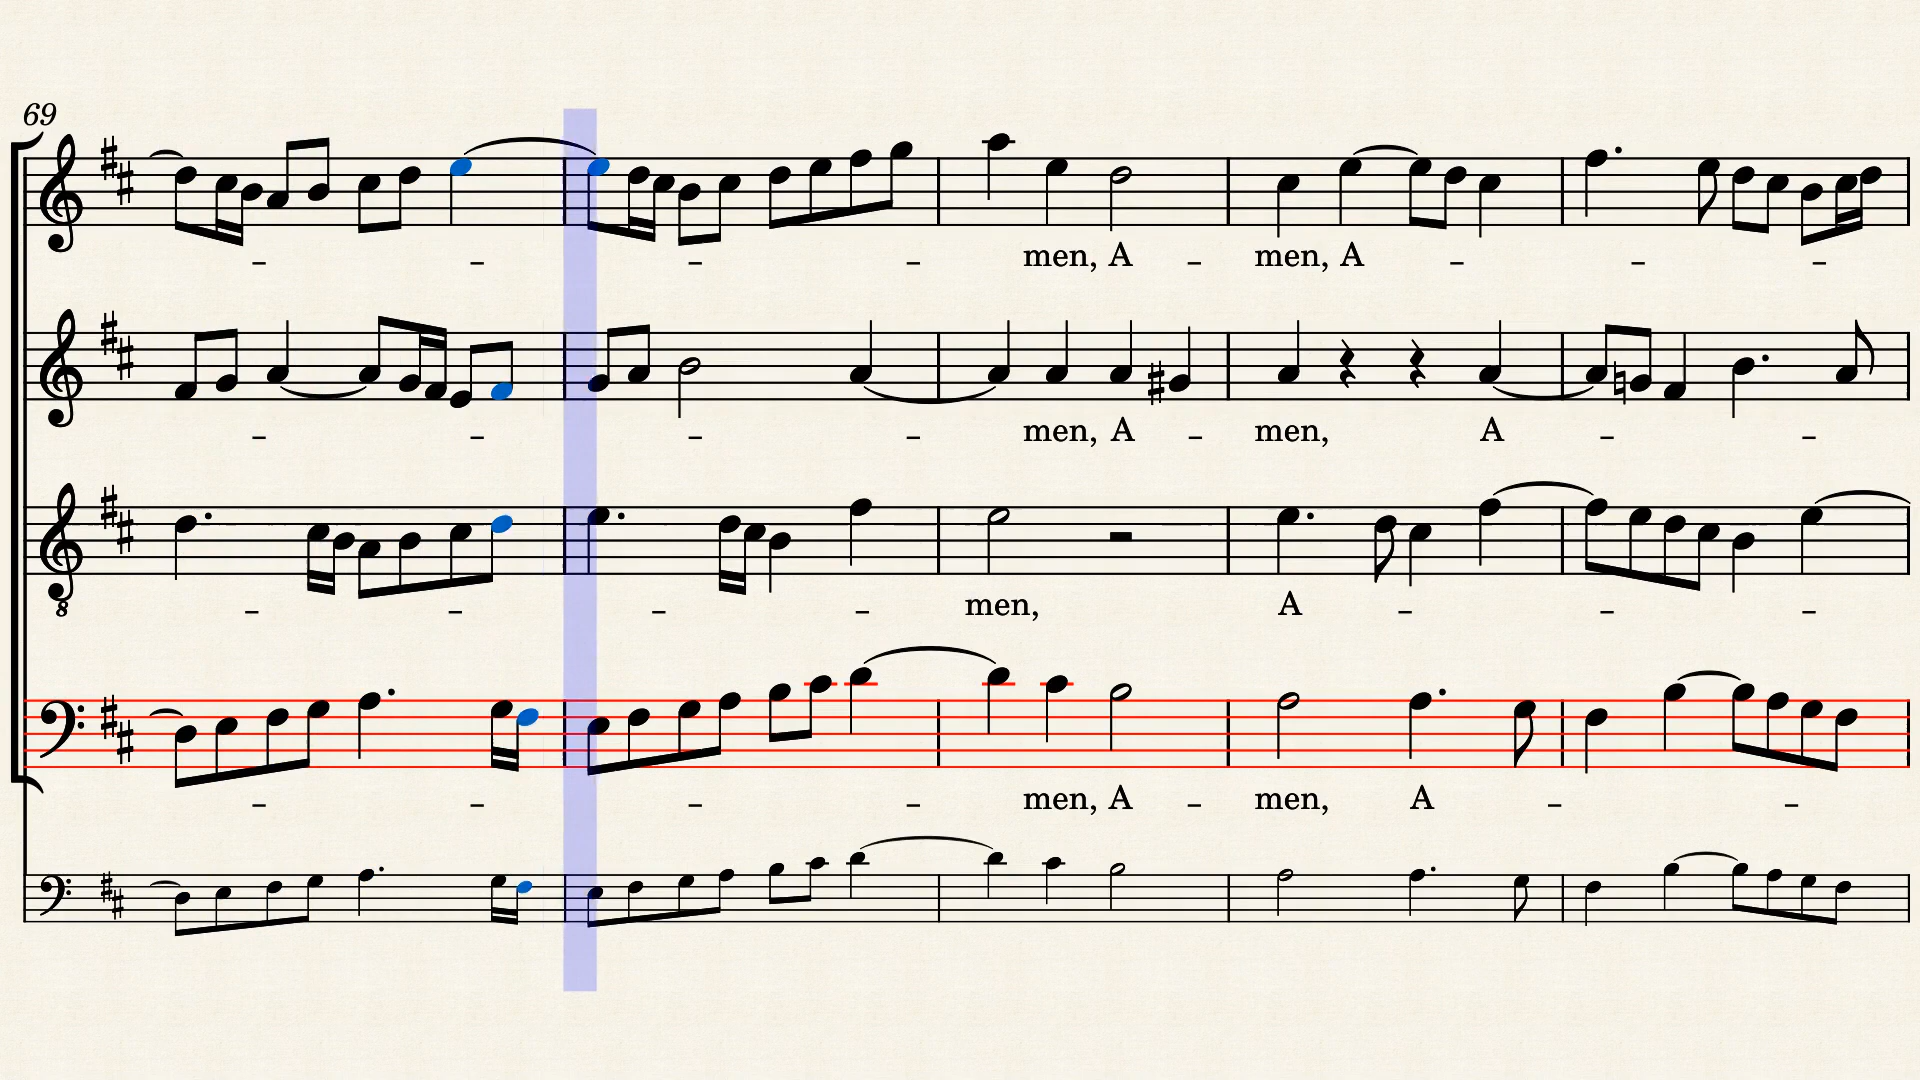 69
– – – – men, A – men, A – – –
– – – – men, A – men, A – –
8
– – – – men, A – – –
– – – – men, A – men, A – –